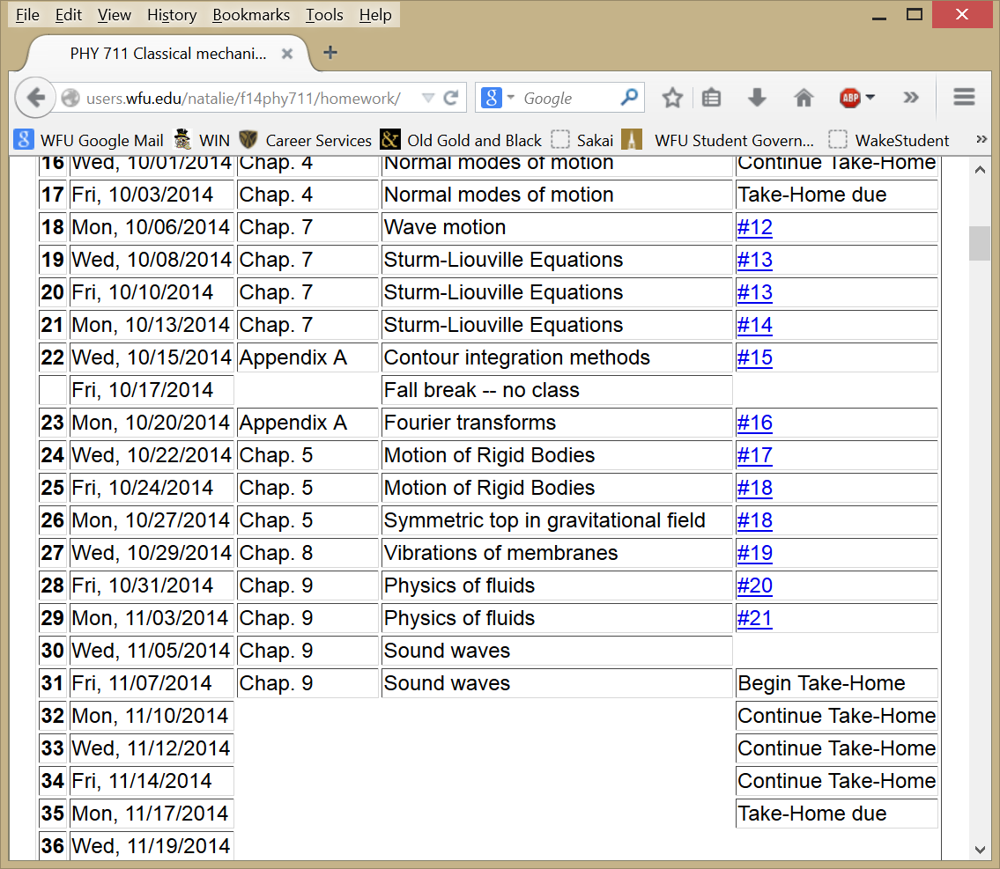 File Edit View History Bookmarks Tools Help
PHY 711 Classical mechani...
users.wfu.edu/natalie/f14phy711/homework/ 8 Google ABP
8 WFU Google Mail WIN Career Services & Old Gold and Black Sakai WFU Student Govern... WakeStudent
16 Wed, 10/01/2014 Chap. 4 Normal modes of motion Continue Take-Home
17 Fri, 10/03/2014 Chap. 4 Normal modes of motion Take-Home due
18 Mon, 10/06/2014 Chap. 7 Wave motion #12
19 Wed, 10/08/2014 Chap. 7 Sturm-Liouville Equations #13
20 Fri, 10/10/2014 Chap. 7 Sturm-Liouville Equations #13
21 Mon, 10/13/2014 Chap. 7 Sturm-Liouville Equations #14
22 Wed, 10/15/2014 Appendix A Contour integration methods #15
Fri, 10/17/2014 Fall break -- no class
23 Mon, 10/20/2014 Appendix A Fourier transforms #16
24 Wed, 10/22/2014 Chap. 5 Motion of Rigid Bodies #17
25 Fri, 10/24/2014 Chap. 5 Motion of Rigid Bodies #18
26 Mon, 10/27/2014 Chap. 5 Symmetric top in gravitational field #18
27 Wed, 10/29/2014 Chap. 8 Vibrations of membranes #19
28 Fri, 10/31/2014 Chap. 9 Physics of fluids #20
29 Mon, 11/03/2014 Chap. 9 Physics of fluids #21
30 Wed, 11/05/2014 Chap. 9 Sound waves
31 Fri, 11/07/2014 Chap. 9 Sound waves Begin Take-Home
32 Mon, 11/10/2014 Continue Take-Home
33 Wed, 11/12/2014 Continue Take-Home
34 Fri, 11/14/2014 Continue Take-Home
35 Mon, 11/17/2014 Take-Home due
36 Wed, 11/19/2014